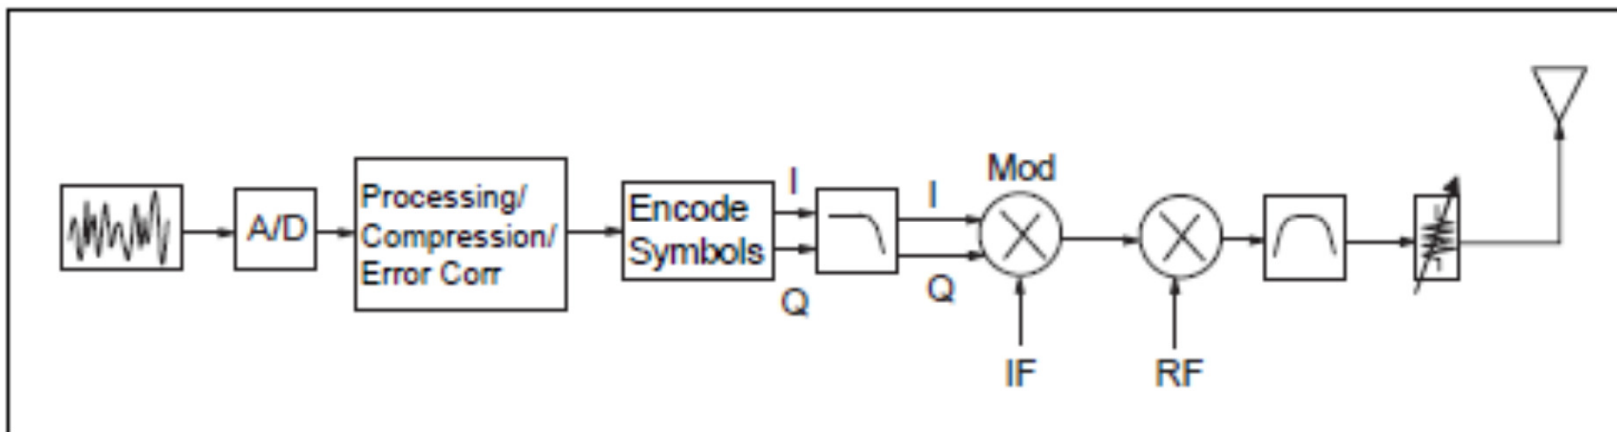 A/D
Processing/
Compression/
Error Corr
Encode
Symbols
I
Q
I
Q
Mod
IF
RF